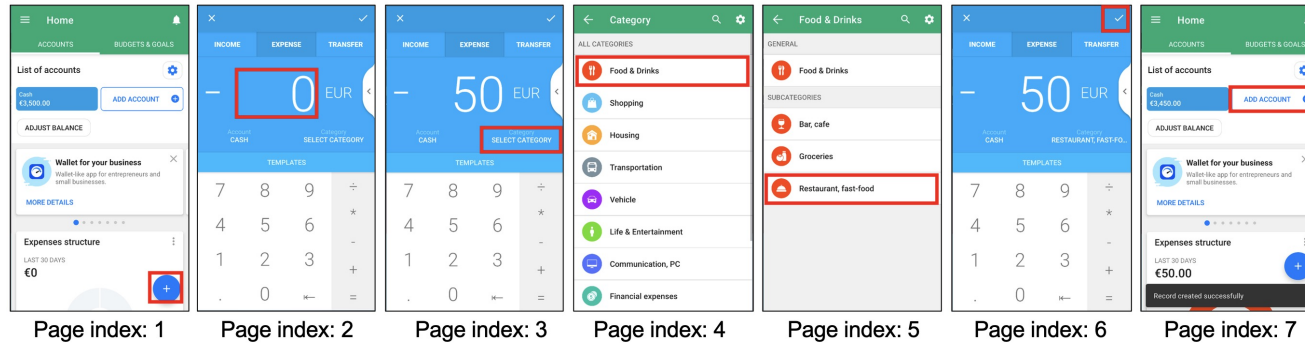 Home
ACCOUNTS BUDGETS & GOALS
List of accounts
Cash
€3,500.00
ADD ACCOUNT
ADJUST BALANCE
Wallet for your business
Wallet-like app for entrepreneurs and
small businesses.
MORE DETAILS
Expenses structure
LAST 30 DAYS
€0
+
Page index: 1
INCOME EXPENSE TRANSFER
− 0 EUR <
Account Category
CASH SELECT CATEGORY
TEMPLATES
7 8 9 ÷
*
4 5 6
-
1 2 3
+
. 0 =
Page index: 2
INCOME EXPENSE TRANSFER
− 50 EUR <
Account Category
CASH SELECT CATEGORY
TEMPLATES
7 8 9 ÷
*
4 5 6
-
1 2 3
+
. 0 =
Page index: 3
Category
ALL CATEGORIES
Food & Drinks
Shopping
Housing
Transportation
Vehicle
Life & Entertainment
Communication, PC
Financial expenses
Page index: 4
Food & Drinks
GENERAL
Food & Drinks
SUBCATEGORIES
Bar, cafe
Groceries
Restaurant, fast-food
Page index: 5
INCOME EXPENSE TRANSFER
− 50 EUR <
Account Category
CASH RESTAURANT, FAST-FO...
TEMPLATES
7 8 9 ÷
*
4 5 6
-
1 2 3
+
. 0 =
Page index: 6
Home
ACCOUNTS BUDGETS & GOALS
List of accounts
Cash
€3,450.00
ADD ACCOUNT
ADJUST BALANCE
Wallet for your business
Wallet-like app for entrepreneurs and
small businesses.
MORE DETAILS
Expenses structure
LAST 30 DAYS
€50.00
+
Record created successfully
Page index: 7